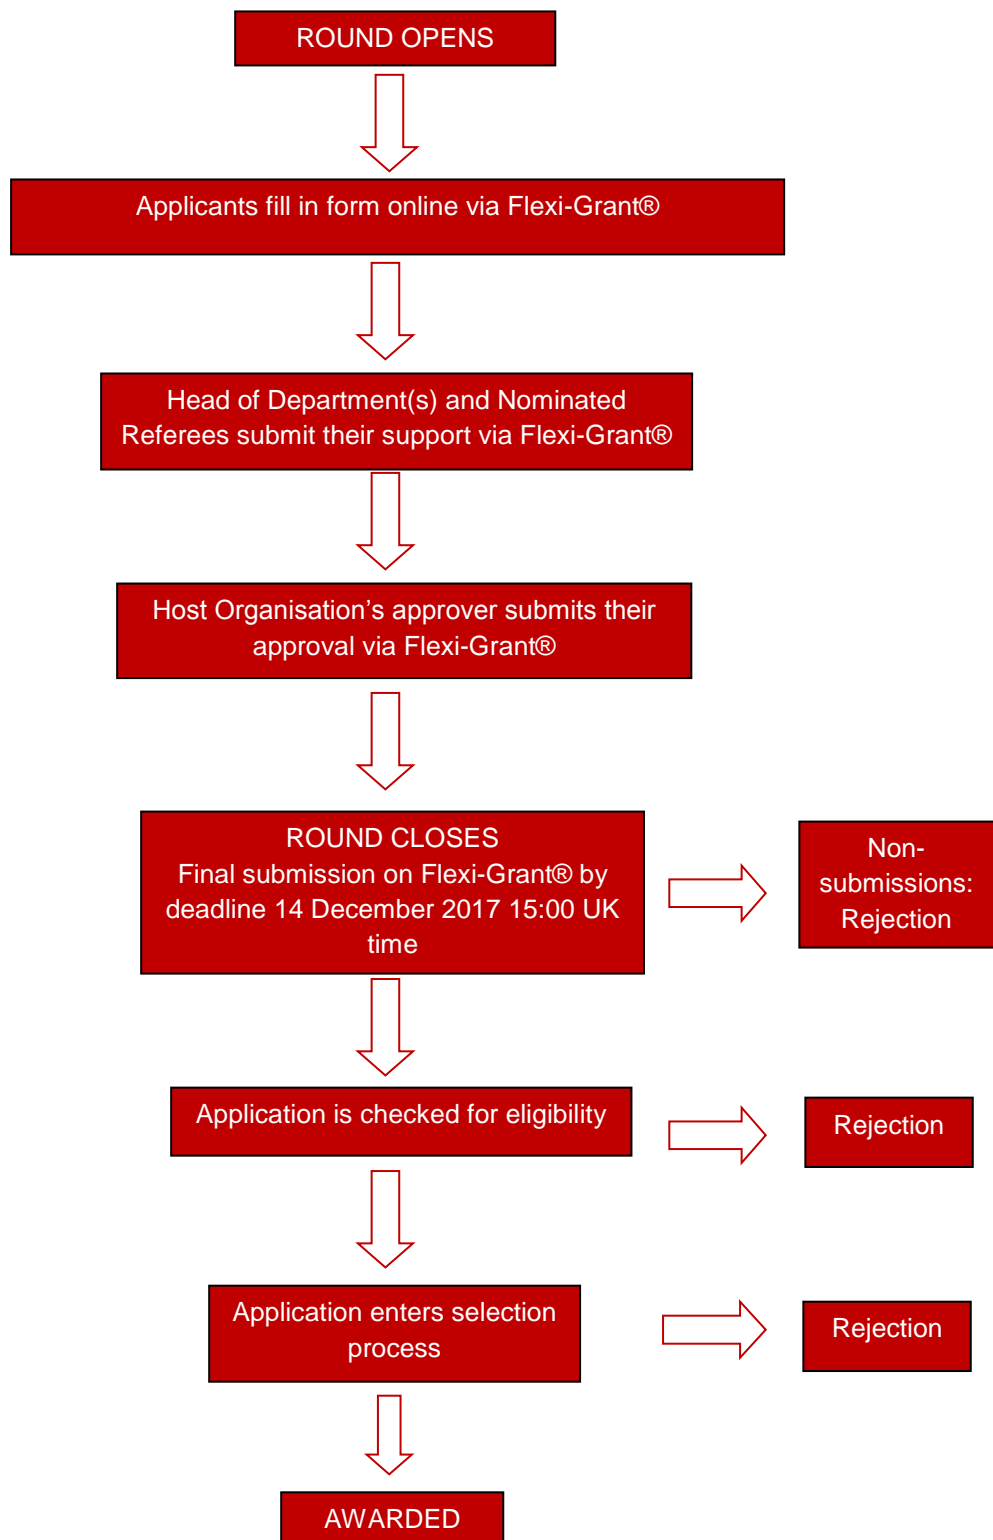 ROUND OPENS
Applicants fill in form online via Flexi-Grant®
Head of Department(s) and Nominated
Referees submit their support via Flexi-Grant®
Host Organisation’s approver submits their
approval via Flexi-Grant®
ROUND CLOSES
Final submission on Flexi-Grant® by
deadline 14 December 2017 15:00 UK
time
Non-
submissions:
Rejection
Application is checked for eligibility
Rejection
Application enters selection
process
Rejection
AWARDED